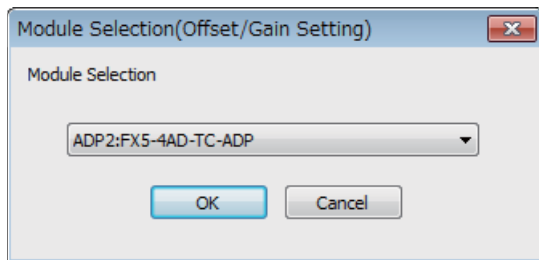 Module Selection(Offset/Gain Setting)
Module Selection
ADP2:FX5-4AD-TC-ADP
OK Cancel